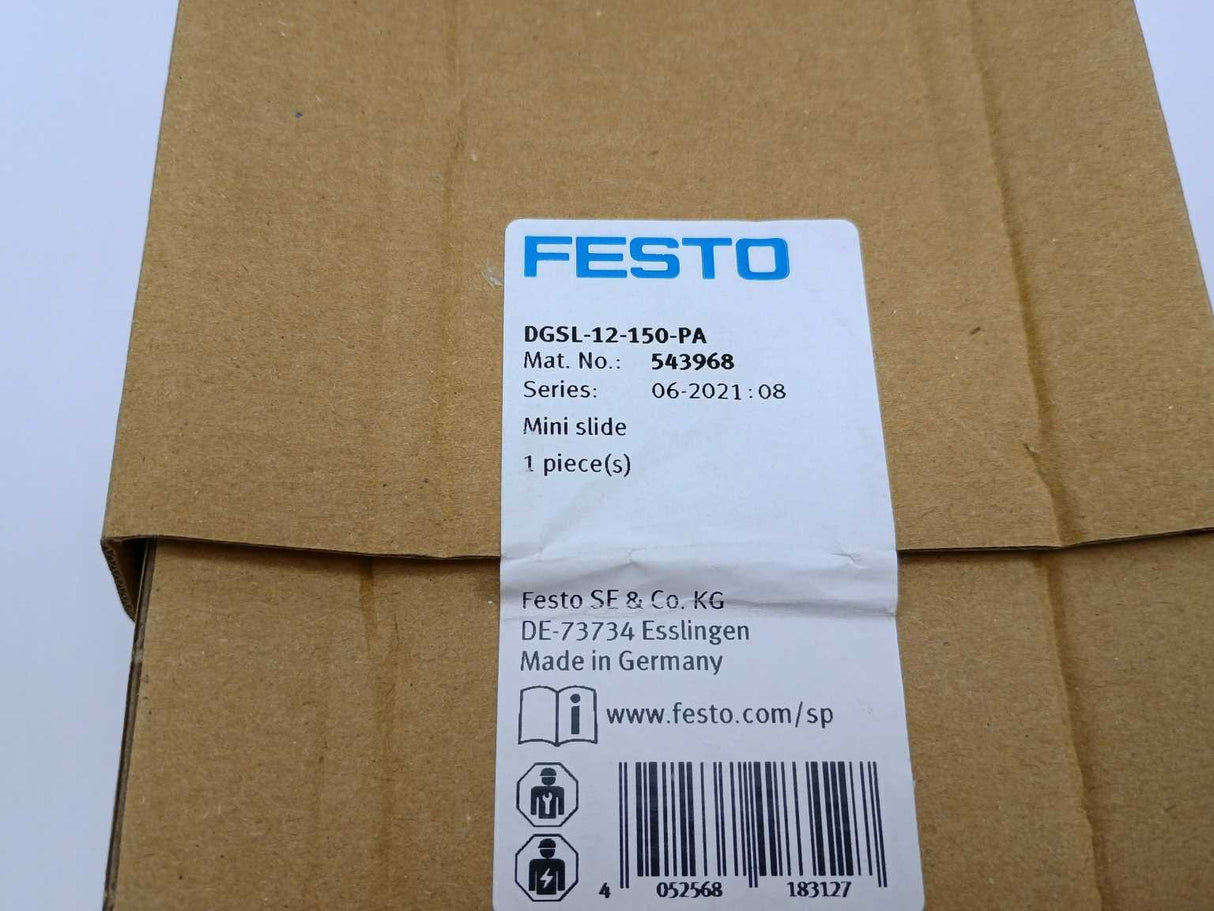 FESTO
DGSL-12-150-PA
Mat. No.: 543968
Series: 06-2021:08
Mini slide
1 piece(s)
Festo SE & Co. KG
DE-73734 Esslingen
Made in Germany
i www.festo.com/sp
4 052568 183127